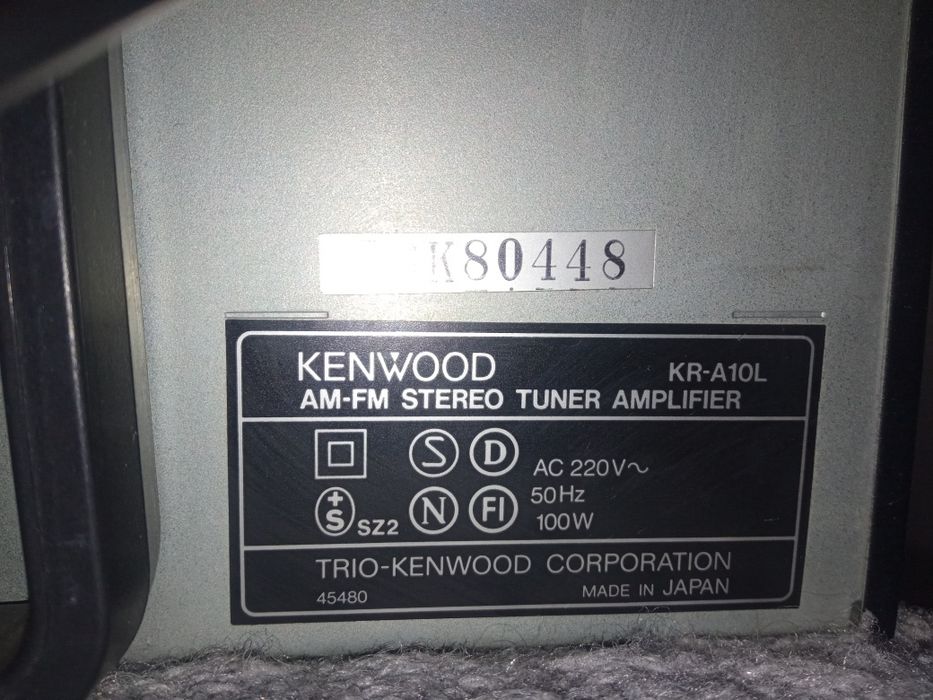 K80448
KENWOOD KR-A10L
AM-FM STEREO TUNER AMPLIFIER
S D AC 220V~
50Hz
+S SZ2 N FI 100W
TRIO-KENWOOD CORPORATION
45480 MADE IN JAPAN